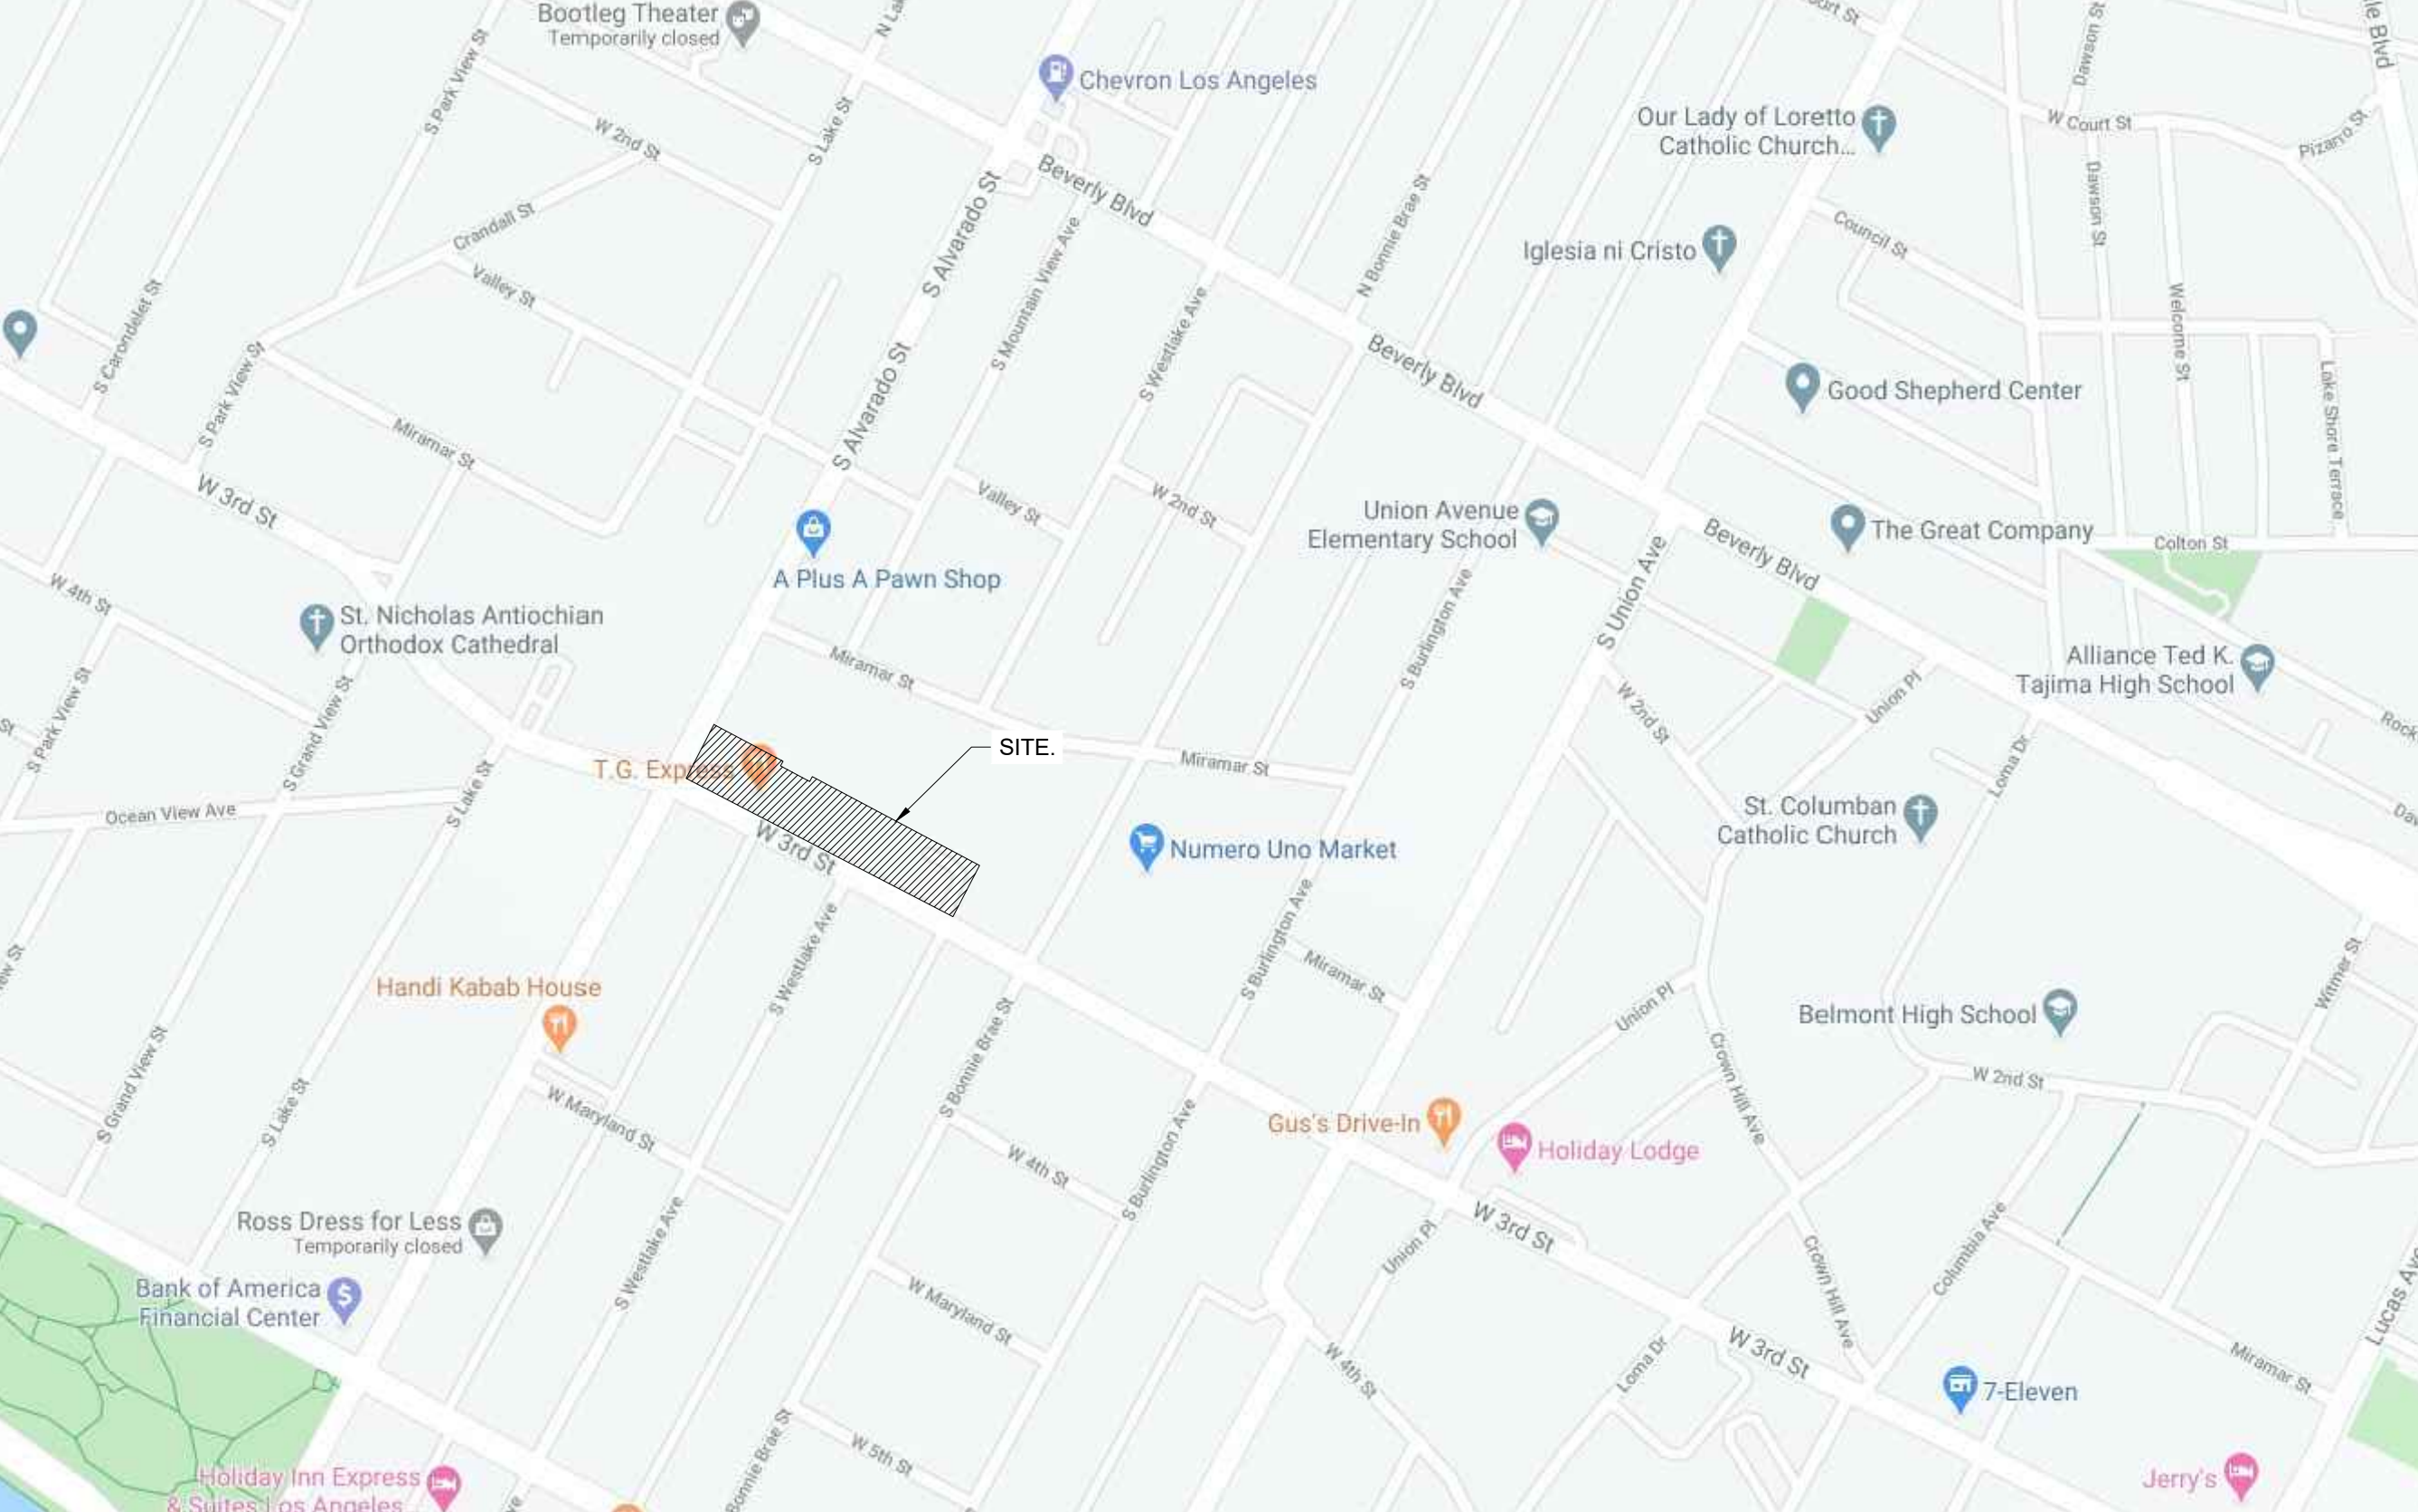 Bootleg Theater
Temporarily closed
Chevron Los Angeles
Dawson St
S Park View St
W 2nd St
S Lake St
Beverly Blvd
Our Lady of Loretto
Catholic Church...
W Court St
Pizarro St
Crandall St
S Alvarado St
N Bonnie Brae St
Dawson St
Council St
Iglesia ni Cristo
Valley St
S Mountain View Ave
S Carondelet St
S Westlake Ave
Welcome St
S Park View St
S Alvarado St
Beverly Blvd
Good Shepherd Center
Lake Shore Terrace
Miramar St
W 3rd St
Valley St
W 2nd St
Union Avenue
Elementary School
Beverly Blvd
The Great Company
Colton St
A Plus A Pawn Shop
W 4th St
S Union Ave
St. Nicholas Antiochian
Orthodox Cathedral
S Burlington Ave
Miramar St
Alliance Ted K.
Tajima High School
Union Pl
W 2nd St
S Park View St
S Grand View St
SITE.
T.G. Express
Miramar St
Loma Dr
S Lake St
Ocean View Ave
W 3rd St
Numero Uno Market
St. Columban
Catholic Church
S Westlake Ave
S Burlington Ave
Miramar St
Witmer St
Handi Kabab House
Union Pl
Belmont High School
S Bonnie Brae St
S Grand View St
S Lake St
W Maryland St
Crown Hill Ave
W 2nd St
Gus's Drive-In
Holiday Lodge
W 4th St
S Burlington Ave
Ross Dress for Less
Temporarily closed
S Westlake Ave
W 3rd St
Union Pl
Columbia Ave
Crown Hill Ave
Bank of America
Financial Center
W Maryland St
W 3rd St
Loma Dr
W 4th St
Miramar St
7-Eleven
W 5th St
Bonnie Brae St
Holiday Inn Express
& Suites Los Angeles...
Jerry's